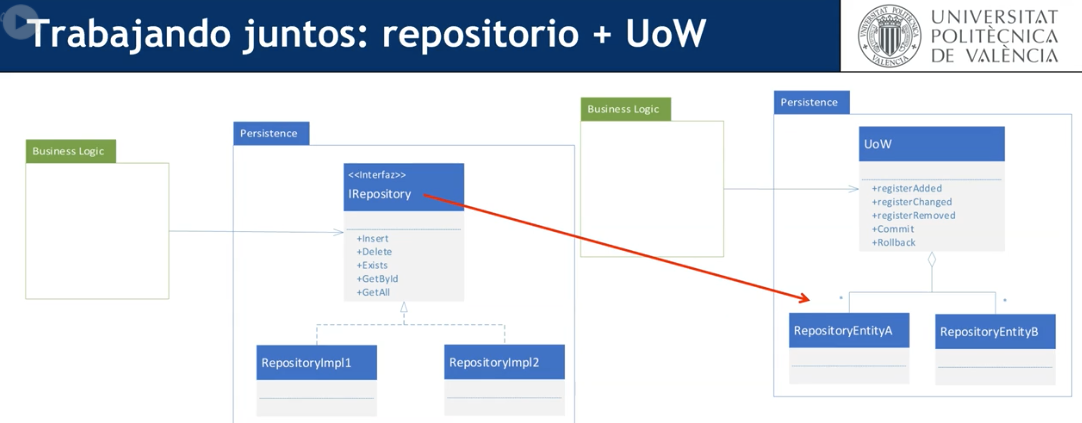 Trabajando juntos: repositorio + UoW
UNIVERSITAT
POLITÈCNICA
DE VALÈNCIA
Business Logic
Persistence
<<Interfaz>>
IRepository
+Insert
+Delete
+Exists
+GetById
+GetAll
RepositoryImpl1
RepositoryImpl2
Business Logic
Persistence
UoW
+registerAdded
+registerChanged
+registerRemoved
+Commit
+Rollback
*
*
RepositoryEntityA
RepositoryEntityB